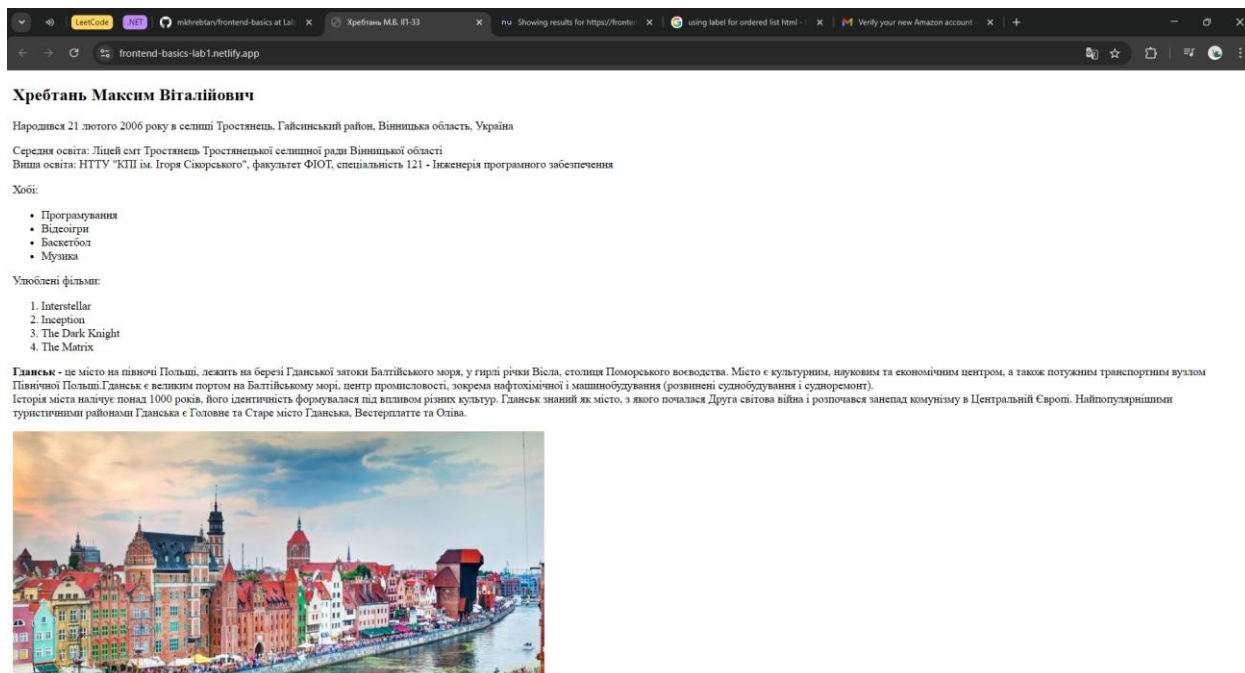 LeetCode
.NET
mkhrebtan/frontend-basics at Lab
Хребтань М.В. ІП-33
nu Showing results for https://fronter
using label for ordered list html -
Verify your new Amazon account
frontend-basics-lab1.netlify.app
Хребтань Максим Віталійович
Народився 21 лютого 2006 року в селищі Тростянець, Гайсинський район, Вінницька область, Україна
Середня освіта: Ліцей смт Тростянець Тростянецької селищної ради Вінницької області
Вища освіта: НТТУ "КПІ ім. Ігоря Сікорського", факультет ФІОТ, спеціальність 121 - Інженерія програмного забезпечення
Хобі:
• Програмування
• Відеоігри
• Баскетбол
• Музика
Улюблені фільми:
1. Interstellar
2. Inception
3. The Dark Knight
4. The Matrix
Гданськ - це місто на півночі Польщі, лежить на березі Гданської затоки Балтійського моря, у гирлі річки Вісла, столиця Поморського воєводства. Місто є культурним, науковим та економічним центром, а також потужним транспортним вузлом
Північної Польщі.Гданськ є великим портом на Балтійському морі, центр промисловості, зокрема нафтохімічної і машинобудування (розвинені суднобудування і судноремонт).
Історія міста налічує понад 1000 років, його ідентичність формувалася під впливом різних культур. Гданськ знаний як місто, з якого почалася Друга світова війна і розпочався занепад комунізму в Центральній Європі. Найпопулярнішими
туристичними районами Гданська є Головне та Старе місто Гданська, Вестерплатте та Оліва.